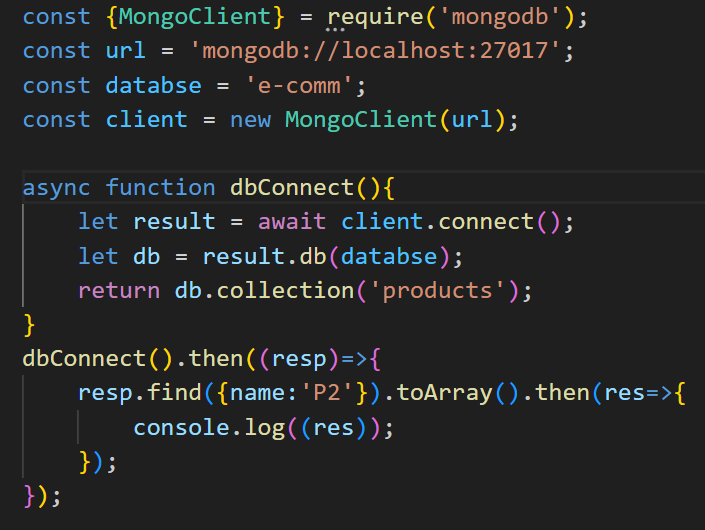 const {MongoClient} = require('mongodb');
const url = 'mongodb://localhost:27017';
const databse = 'e-comm';
const client = new MongoClient(url);
async function dbConnect(){
    let result = await client.connect();
    let db = result.db(databse);
    return db.collection('products');
}
dbConnect().then((resp)=>{
    resp.find({name:'P2'}).toArray().then(res=>{
        console.log((res));
    });
});